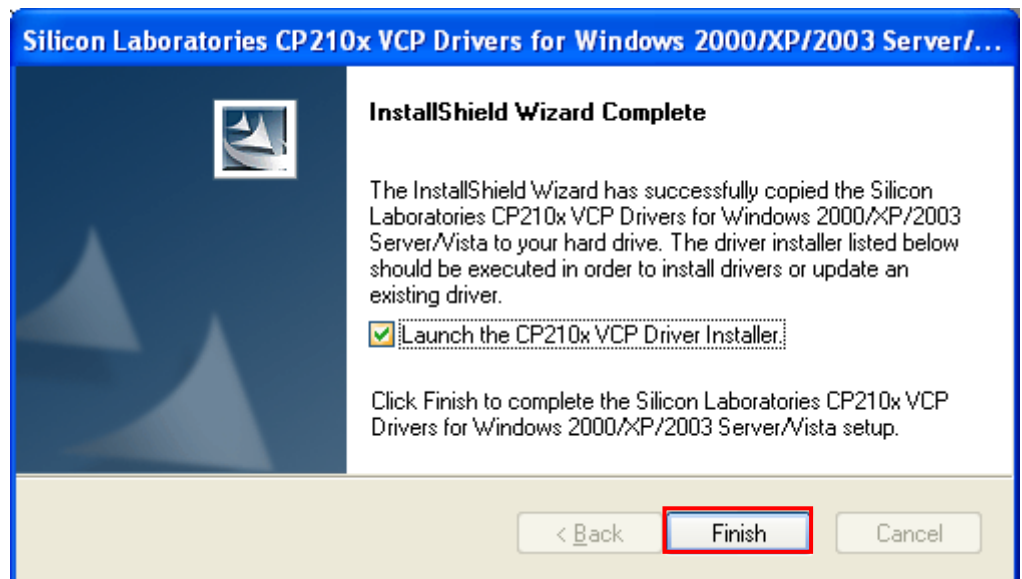 Silicon Laboratories CP210x VCP Drivers for Windows 2000/XP/2003 Server/...
InstallShield Wizard Complete
The InstallShield Wizard has successfully copied the Silicon
Laboratories CP210x VCP Drivers for Windows 2000/XP/2003
Server/Vista to your hard drive. The driver installer listed below
should be executed in order to install drivers or update an
existing driver.
Launch the CP210x VCP Driver Installer.
Click Finish to complete the Silicon Laboratories CP210x VCP
Drivers for Windows 2000/XP/2003 Server/Vista setup.
< Back
Finish
Cancel